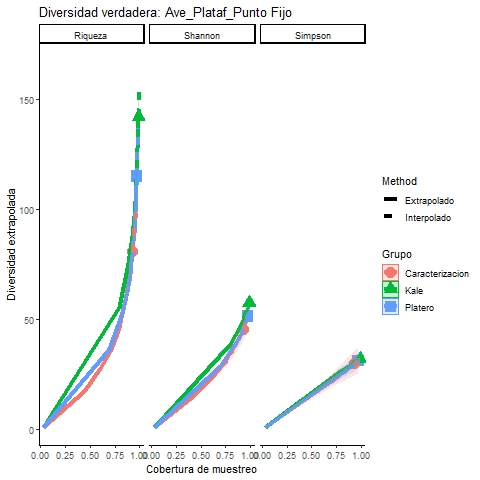 Diversidad verdadera: Ave_Plataf_Punto Fijo
Riqueza
Shannon
Simpson
Diversidad extrapolada
150
100
50
0
0.00 0.25 0.50 0.75 1.00
0.00 0.25 0.50 0.75 1.00
0.00 0.25 0.50 0.75 1.00
Cobertura de muestreo
Method
Extrapolado
Interpolado
Grupo
Caracterizacion
Kale
Platero